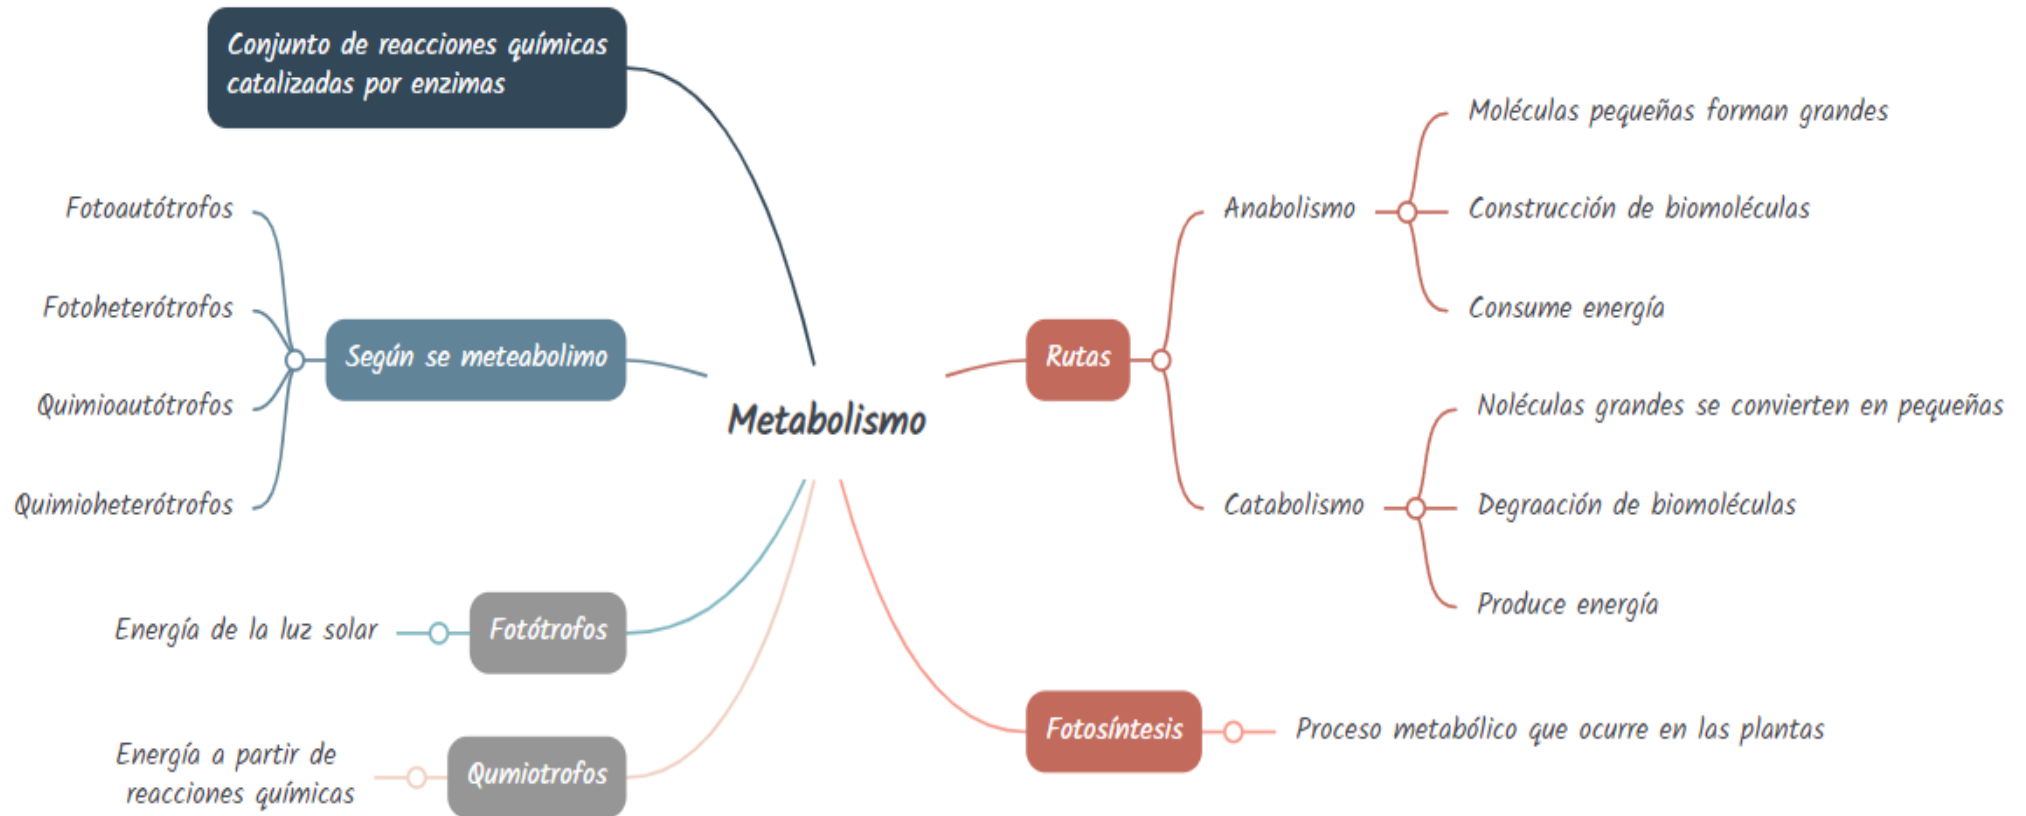 Conjunto de reacciones químicas
catalizadas por enzimas
Fotoautótrofos
Fotoheterótrofos
Quimioautótrofos
Quimioheterótrofos
Según se meteabolimo
Energía de la luz solar
Fotótrofos
Energía a partir de
reacciones químicas
Qumiotrofos
Metabolismo
Rutas
Anabolismo
Moléculas pequeñas forman grandes
Construcción de biomoléculas
Consume energía
Catabolismo
Noléculas grandes se convierten en pequeñas
Degraación de biomoléculas
Produce energía
Fotosíntesis
Proceso metabólico que ocurre en las plantas